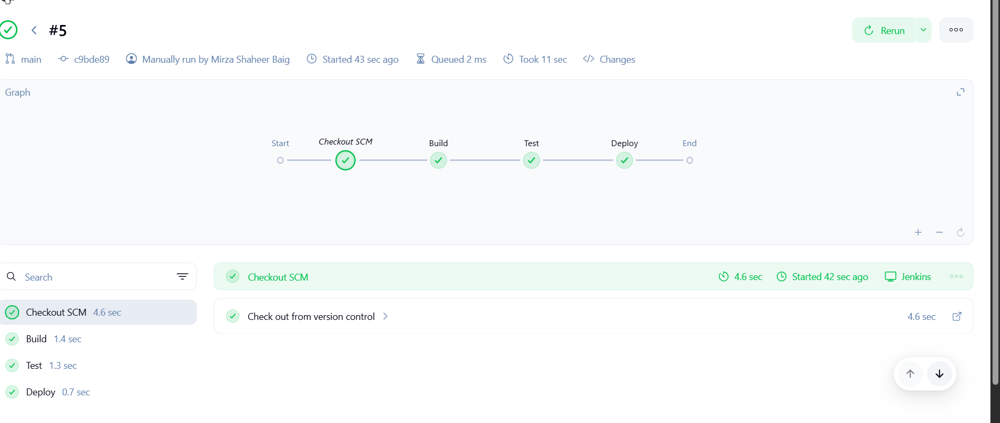 #5
Rerun
main c9bde89 Manually run by Mirza Shaheer Baig Started 43 sec ago Queued 2 ms Took 11 sec Changes
Graph
Start Checkout SCM Build Test Deploy End
Search
Checkout SCM 4.6 sec Started 42 sec ago Jenkins
Checkout SCM 4.6 sec
Check out from version control 4.6 sec
Build 1.4 sec
Test 1.3 sec
Deploy 0.7 sec